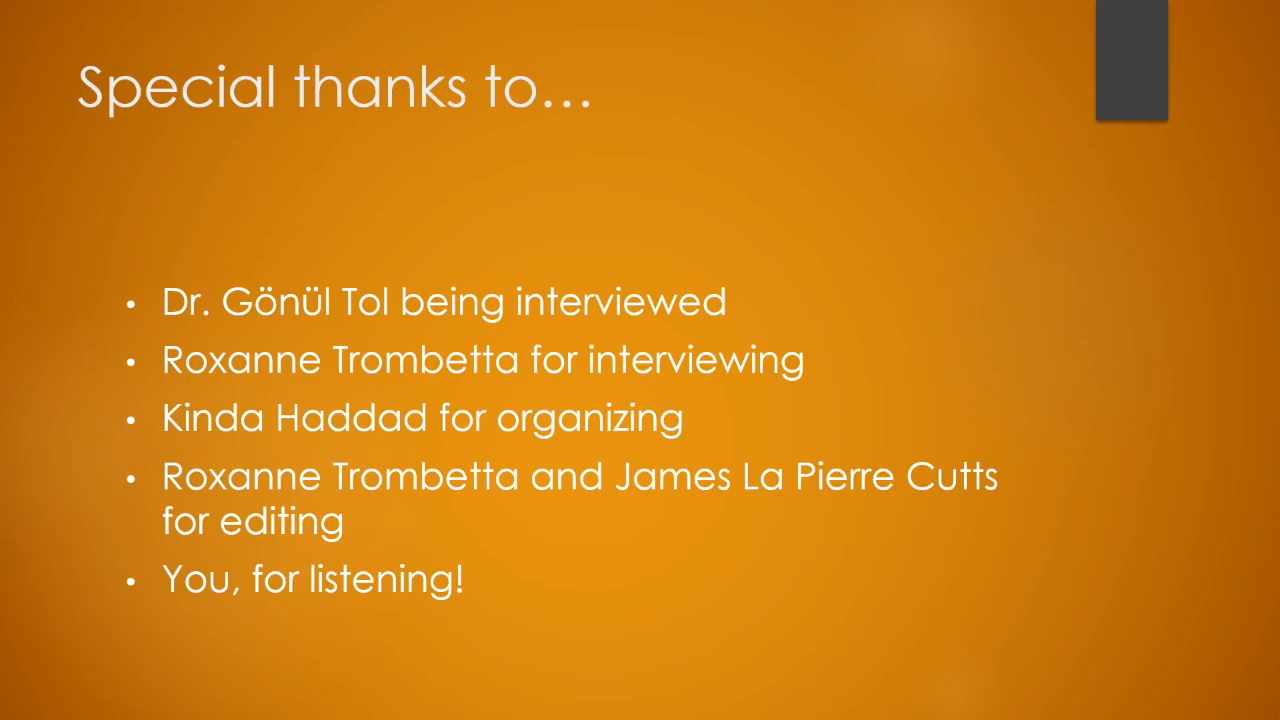 Special thanks to…
• Dr. Gönül Tol being interviewed
• Roxanne Trombetta for interviewing
• Kinda Haddad for organizing
• Roxanne Trombetta and James La Pierre Cutts
for editing
• You, for listening!